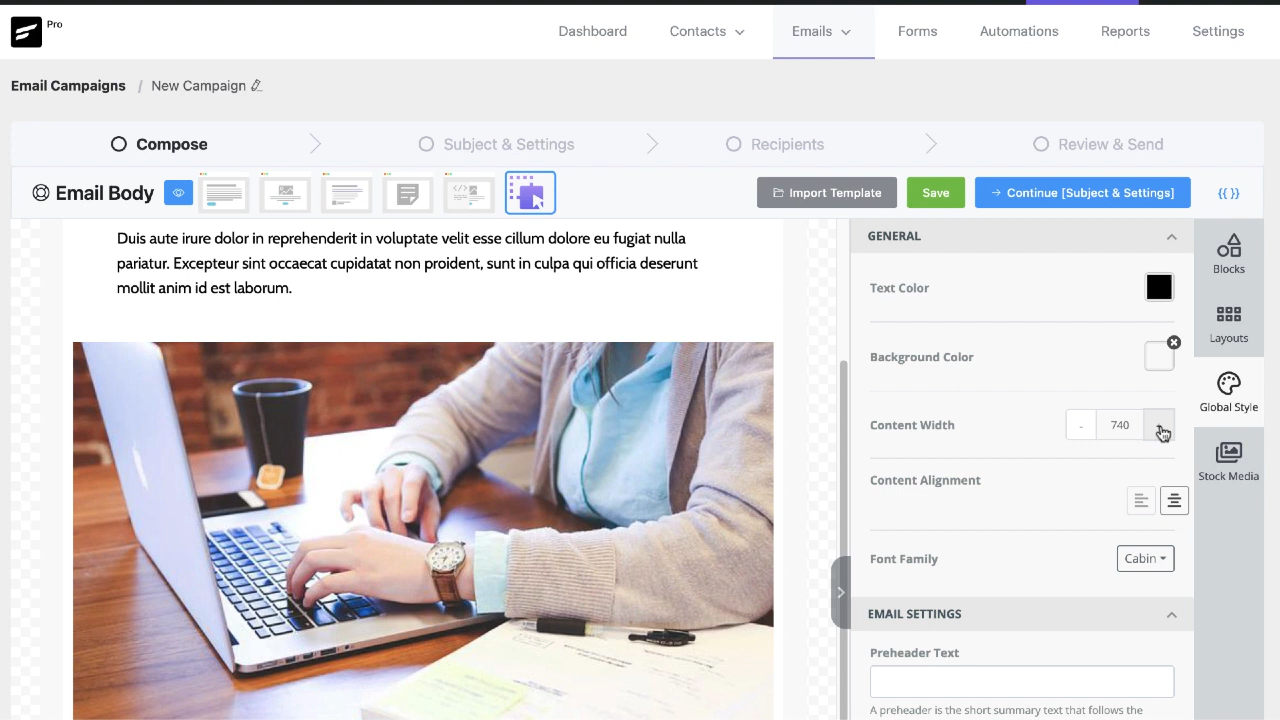 Pro
Dashboard
Contacts
Emails
Forms
Automations
Reports
Settings
Email Campaigns / New Campaign
Compose
Subject & Settings
Recipients
Review & Send
Email Body
Import Template
Save
→ Continue [Subject & Settings]
{{ }}
Duis aute irure dolor in reprehenderit in voluptate velit esse cillum dolore eu fugiat nulla
pariatur. Excepteur sint occaecat cupidatat non proident, sunt in culpa qui officia deserunt
mollit anim id est laborum.
GENERAL
Text Color
Background Color
Content Width
- 740
Content Alignment
Font Family
Cabin
EMAIL SETTINGS
Preheader Text
A preheader is the short summary text that follows the
Blocks
Layouts
Global Style
Stock Media